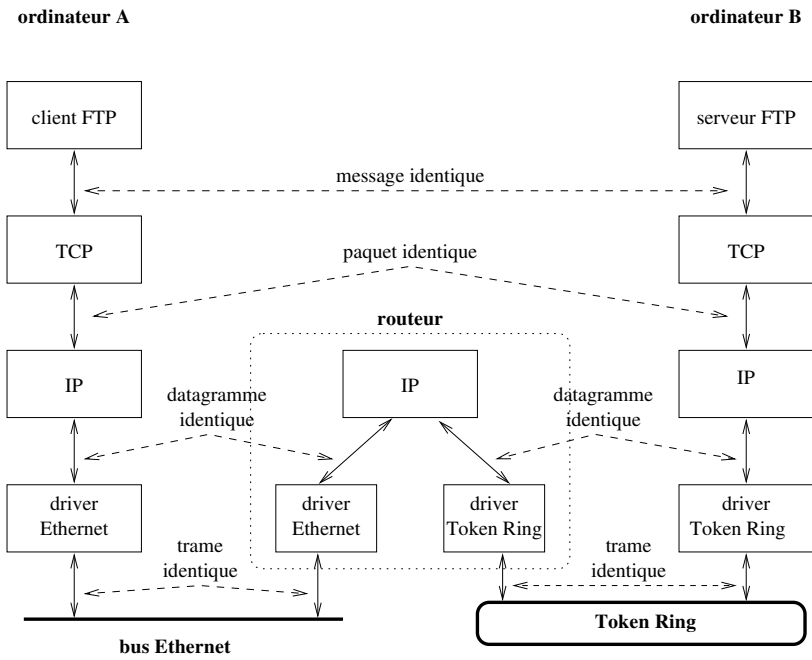 ordinateur A
ordinateur B
client FTP
serveur FTP
message identique
TCP
TCP
paquet identique
routeur
IP
IP
IP
datagramme
identique
datagramme
identique
driver
Ethernet
driver
Ethernet
driver
Token Ring
driver
Token Ring
trame
identique
trame
identique
bus Ethernet
Token Ring